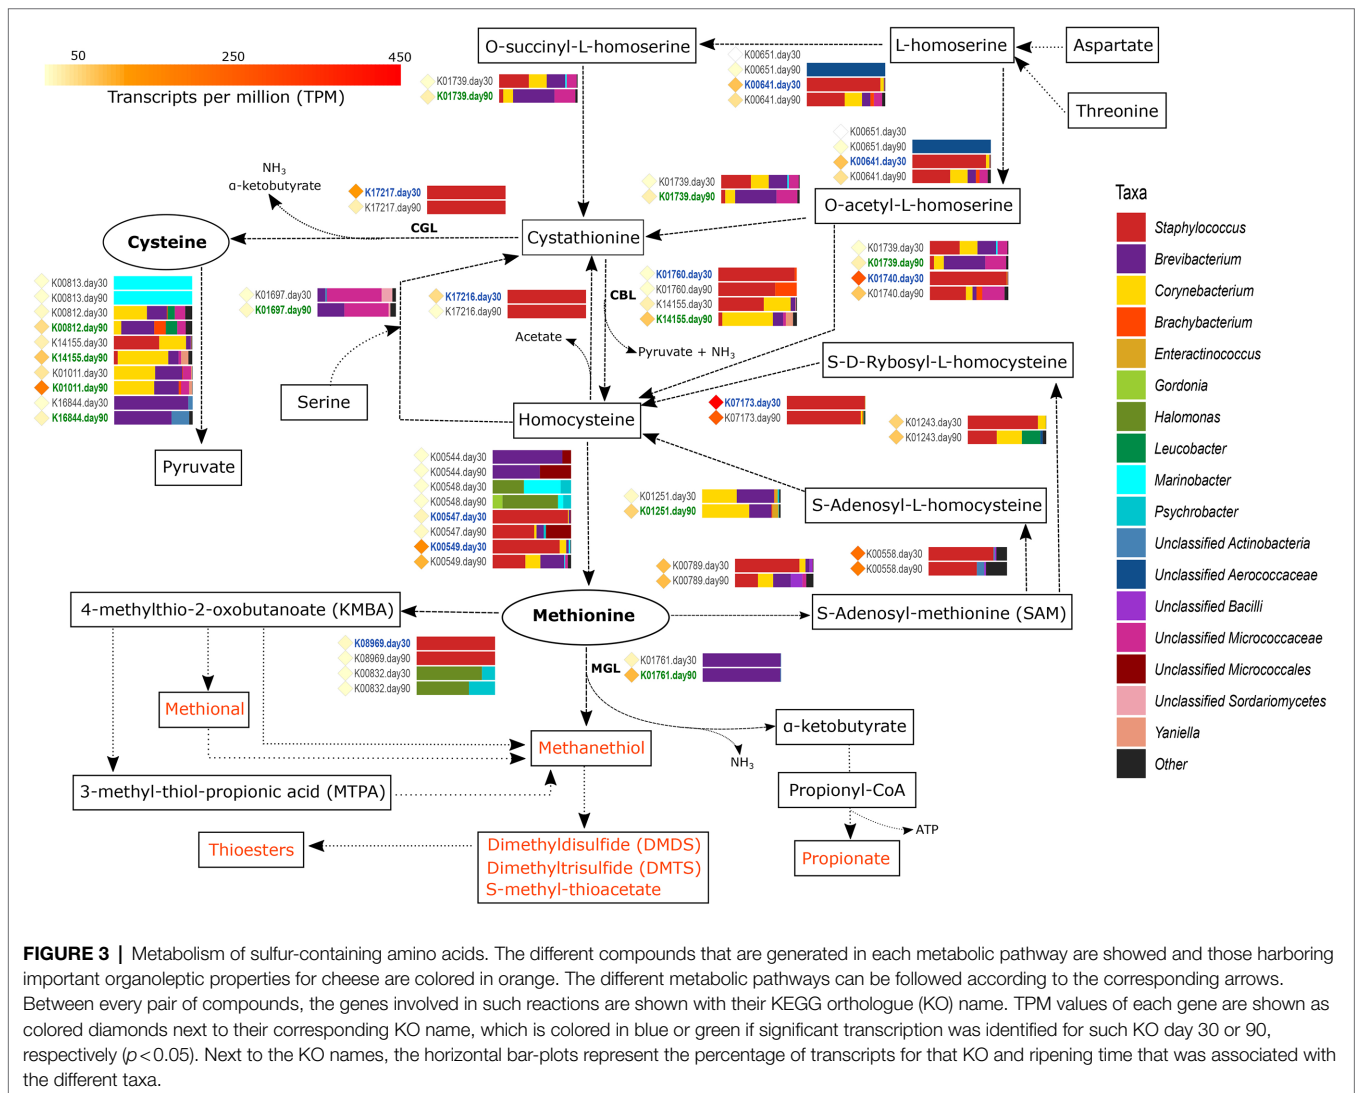 50 250 450
Transcripts per million (TPM)
O-succinyl-L-homoserine
L-homoserine
Aspartate
Threonine
K01739.day30
K01739.day90
K00651.day30
K00651.day90
K00641.day30
K00641.day90
K00651.day30
K00651.day90
K00641.day30
K00641.day90
NH3
α-ketobutyrate
K17217.day30
K17217.day90
CGL
K01739.day30
K01739.day90
O-acetyl-L-homoserine
Cysteine
Cystathionine
K01739.day30
K01739.day90
K01740.day30
K01740.day90
K00813.day30
K00813.day90
K00812.day30
K00812.day90
K14155.day30
K14155.day90
K01011.day30
K01011.day90
K16844.day30
K16844.day90
K01697.day30
K01697.day90
K17216.day30
K17216.day90
CBL
K01760.day30
K01760.day90
K14155.day30
K14155.day90
Acetate
Pyruvate + NH3
S-D-Rybosyl-L-homocysteine
Serine
Homocysteine
K07173.day30
K07173.day90
K01243.day30
K01243.day90
Pyruvate
K00544.day30
K00544.day90
K00548.day30
K00548.day90
K00547.day30
K00547.day90
K00549.day30
K00549.day90
K01251.day30
K01251.day90
S-Adenosyl-L-homocysteine
K00789.day30
K00789.day90
K00558.day30
K00558.day90
4-methylthio-2-oxobutanoate (KMBA)
Methionine
S-Adenosyl-methionine (SAM)
K08969.day30
K08969.day90
K00832.day30
K00832.day90
MGL
K01761.day30
K01761.day90
Methional
Methanethiol
α-ketobutyrate
NH3
3-methyl-thiol-propionic acid (MTPA)
Propionyl-CoA
ATP
Thioesters
Dimethyldisulfide (DMDS)
Dimethyltrisulfide (DMTS)
S-methyl-thioacetate
Propionate
Taxa
Staphylococcus
Brevibacterium
Corynebacterium
Brachybacterium
Enteractinococcus
Gordonia
Halomonas
Leucobacter
Marinobacter
Psychrobacter
Unclassified Actinobacteria
Unclassified Aerococcaceae
Unclassified Bacilli
Unclassified Micrococcaceae
Unclassified Micrococcales
Unclassified Sordariomycetes
Yaniella
Other
FIGURE 3 | Metabolism of sulfur-containing amino acids. The different compounds that are generated in each metabolic pathway are showed and those harboring
important organoleptic properties for cheese are colored in orange. The different metabolic pathways can be followed according to the corresponding arrows.
Between every pair of compounds, the genes involved in such reactions are shown with their KEGG orthologue (KO) name. TPM values of each gene are shown as
colored diamonds next to their corresponding KO name, which is colored in blue or green if significant transcription was identified for such KO day 30 or 90,
respectively (p<0.05). Next to the KO names, the horizontal bar-plots represent the percentage of transcripts for that KO and ripening time that was associated with
the different taxa.